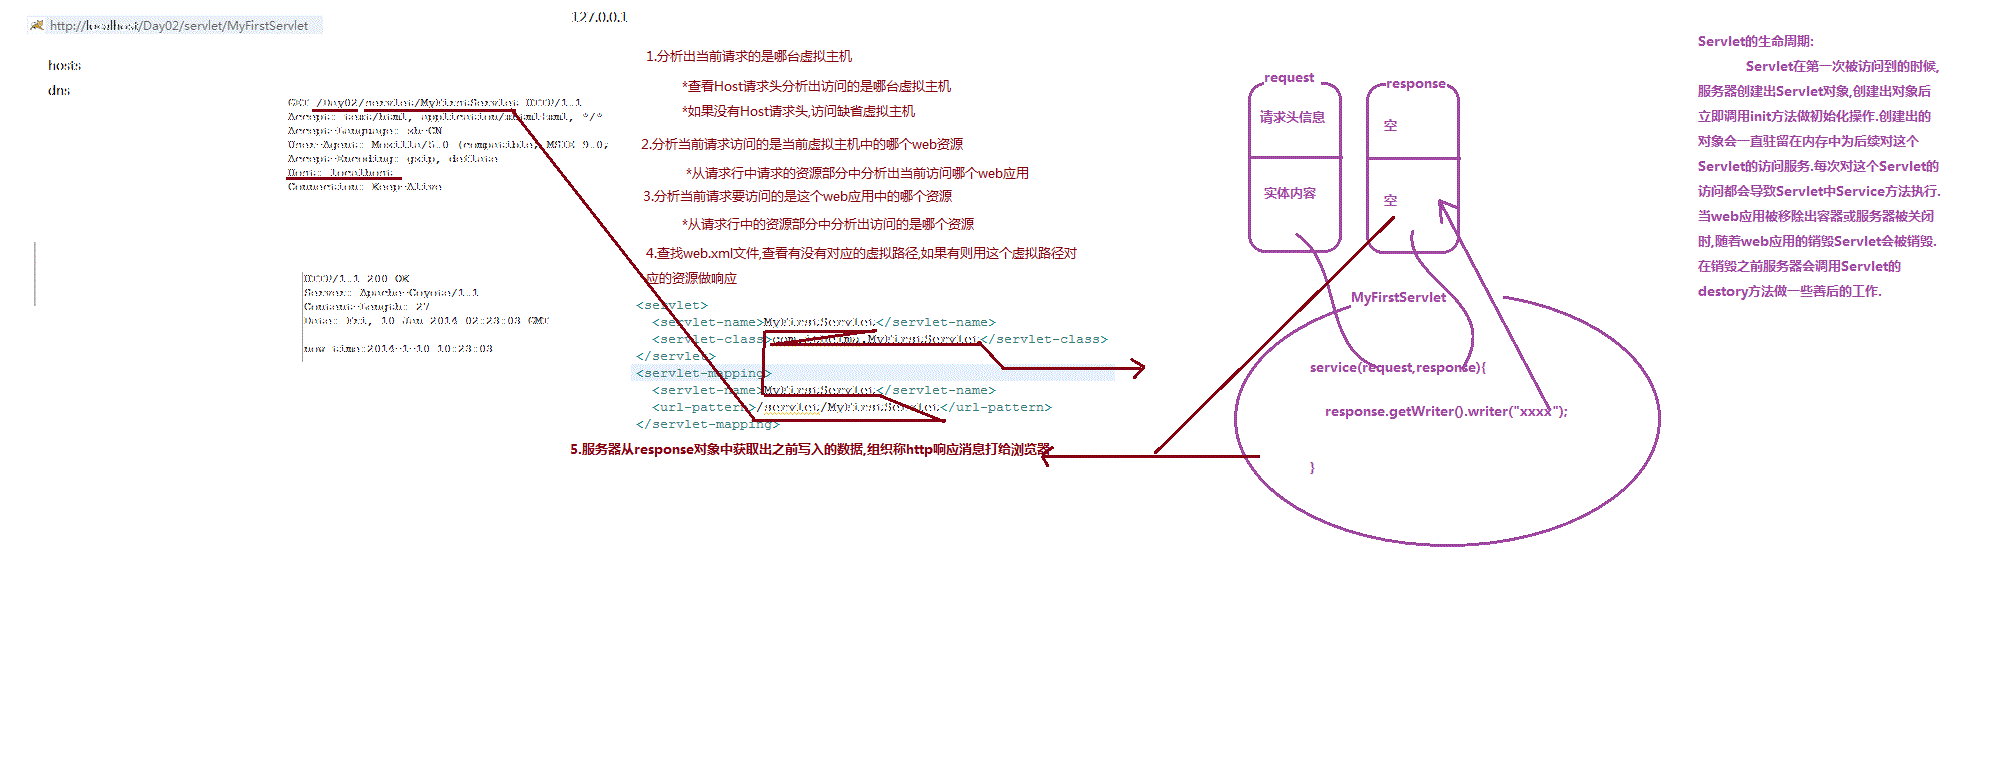 http://localhost/Day02/servlet/MyFirstServlet
127.0.0.1
hosts
dns
GET /Day02/servlet/MyFirstServlet HTTP/1.1
Accept: text/html, application/xhtml+xml, */*
Accept-Language: zh-CN
User-Agent: Mozilla/5.0 (compatible; MSIE 9.0;
Accept-Encoding: gzip, deflate
Host: localhost
Connection: Keep-Alive
HTTP/1.1 200 OK
Server: Apache-Coyote/1.1
Content-Length: 27
Date: Fri, 10 Jan 2014 02:23:03 GMT
now time:2014-1-10 10:23:03
1.分析出当前请求的是哪台虚拟主机
*查看Host请求头分析出访问的是哪台虚拟主机
*如果没有Host请求头,访问缺省虚拟主机
2.分析当前请求访问的是当前虚拟主机中的哪个web资源
*从请求行中请求的资源部分中分析出当前访问哪个web应用
3.分析当前请求要访问的是这个web应用中的哪个资源
*从请求行中的资源部分中分析出访问的是哪个资源
4.查找web.xml文件,查看有没有对应的虚拟路径,如果有则用这个虚拟路径对
应的资源做响应
<servlet>
<servlet-name>MyFirstServlet</servlet-name>
<servlet-class>com.itheima.MyFirstServlet</servlet-class>
</servlet>
<servlet-mapping>
<servlet-name>MyFirstServlet</servlet-name>
<url-pattern>/servlet/MyFirstServlet</url-pattern>
</servlet-mapping>
5.服务器从response对象中获取出之前写入的数据,组织称http响应消息打给浏览器
request
请求头信息
实体内容
response
空
空
MyFirstServlet
service(request,response){
response.getWriter().writer("xxxx");
}
Servlet的生命周期:
Servlet在第一次被访问到的时候,
服务器创建出Servlet对象,创建出对象后
立即调用init方法做初始化操作.创建出的
对象会一直驻留在内存中为后续对这个
Servlet的访问服务.每次对这个Servlet的
访问都会导致Servlet中Service方法执行.
当web应用被移除出容器或服务器被关闭
时,随着web应用的销毁Servlet会被销毁.
在销毁之前服务器会调用Servlet的
destory方法做一些善后的工作.